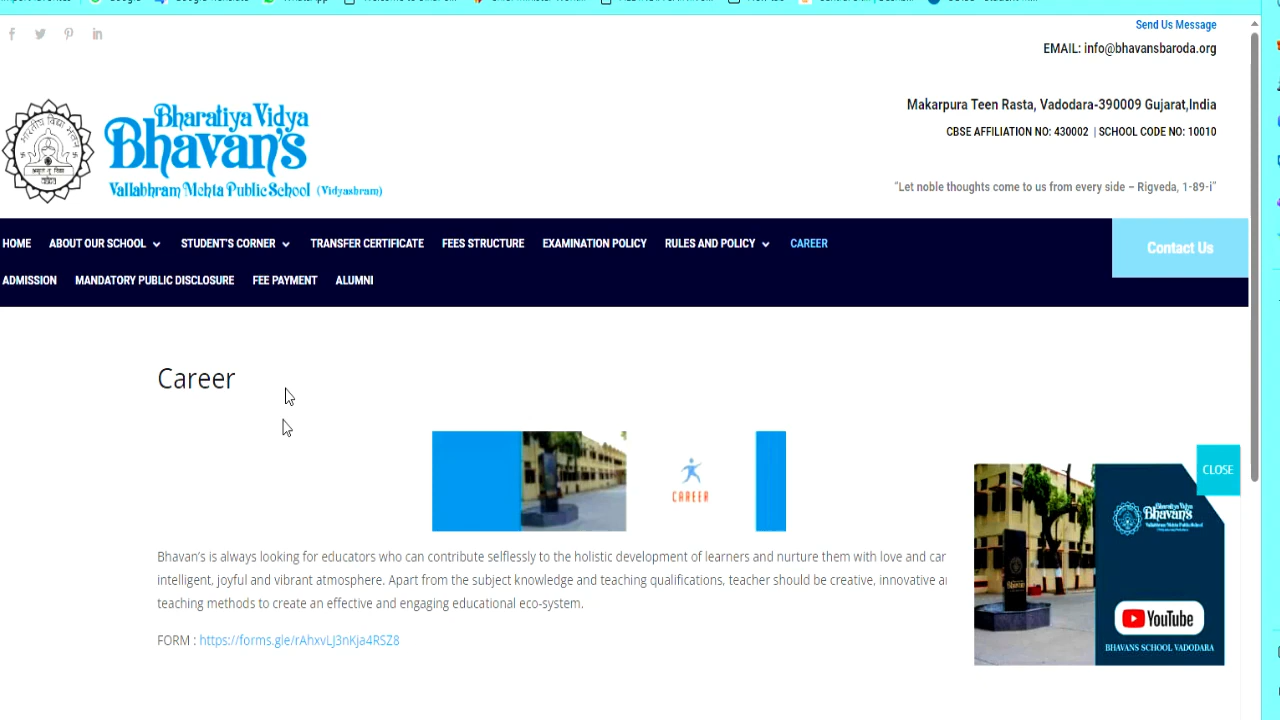 Send Us Message
EMAIL: info@bhavansbaroda.org
Bharatiya Vidya
Bhavan's
Vallabhram Mehta Public School (Vidyashram)
Makarpura Teen Rasta, Vadodara-390009 Gujarat,India
CBSE AFFILIATION NO: 430002 | SCHOOL CODE NO: 10010
“Let noble thoughts come to us from every side – Rigveda, 1-89-i”
HOME ABOUT OUR SCHOOL STUDENT'S CORNER TRANSFER CERTIFICATE FEES STRUCTURE EXAMINATION POLICY RULES AND POLICY CAREER
Contact Us
ADMISSION MANDATORY PUBLIC DISCLOSURE FEE PAYMENT ALUMNI
Career
CAREER
CLOSE
Bharatiya Vidya
Bhavan's
Bhavan's is always looking for educators who can contribute selflessly to the holistic development of learners and nurture them with love and car
intelligent, joyful and vibrant atmosphere. Apart from the subject knowledge and teaching qualifications, teacher should be creative, innovative a
teaching methods to create an effective and engaging educational eco-system.
FORM : https://forms.gle/rAhxvLJ3nKja4RSZ8
YouTube
BHAVANS SCHOOL VADODARA